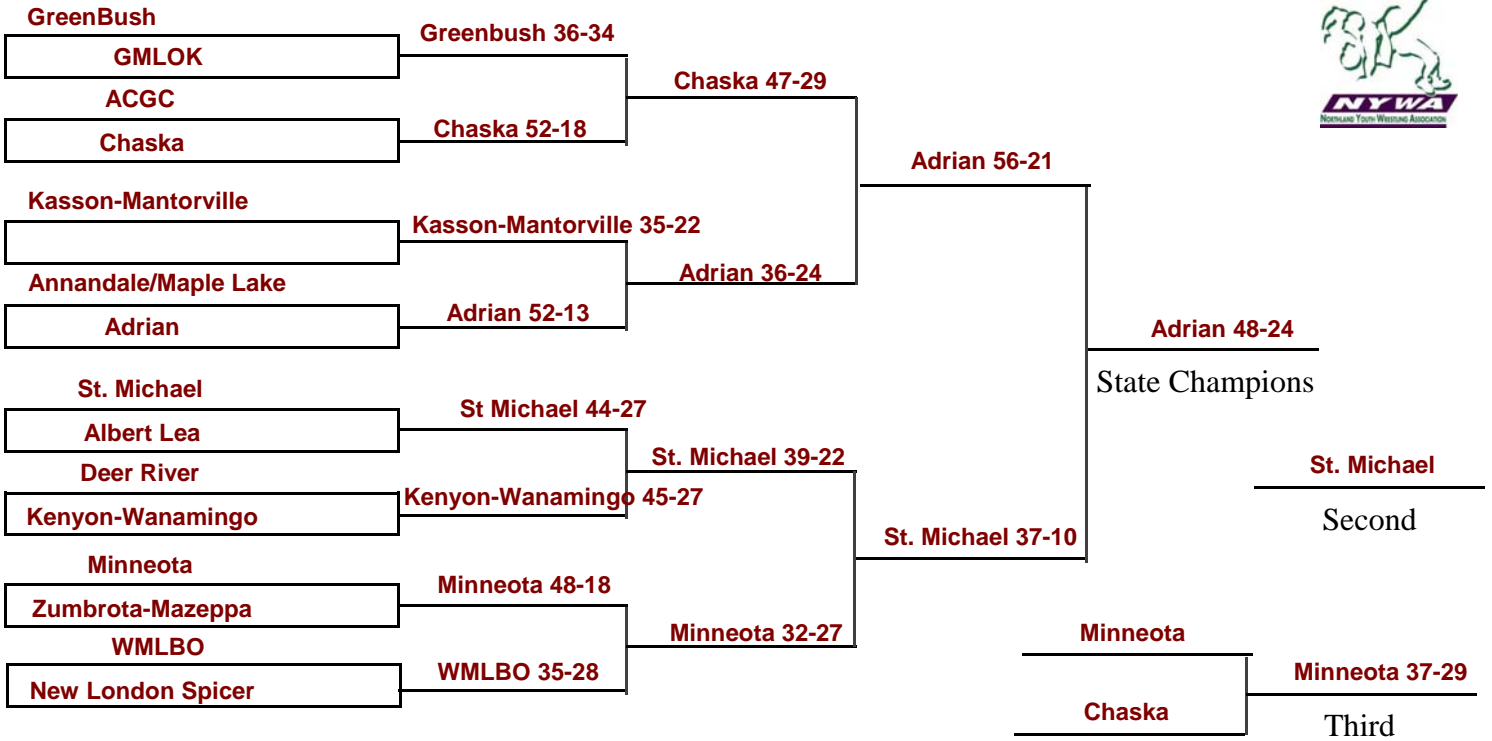 GreenBush
GMLOK
ACGC
Chaska
Kasson-Mantorville
Annandale/Maple Lake
Adrian
St. Michael
Albert Lea
Deer River
Kenyon-Wanamingo
Minneota
Zumbrota-Mazeppa
WMLBO
New London Spicer
Greenbush 36-34
Chaska 52-18
Kasson-Mantorville 35-22
Adrian 52-13
St Michael 44-27
Kenyon-Wanamingo 45-27
Minneota 48-18
WMLBO 35-28
Chaska 47-29
Adrian 36-24
St. Michael 39-22
Minneota 32-27
Adrian 56-21
St. Michael 37-10
Adrian 48-24
State Champions
St. Michael
Second
Minneota
Chaska
Minneota 37-29
Third
NYWA
Northland Youth Wrestling Association